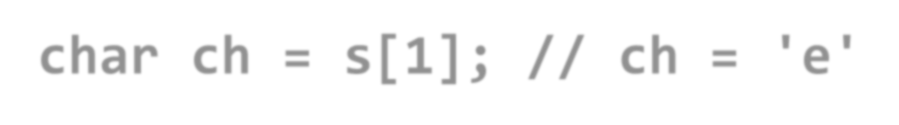 char ch = s[1]; // ch = 'e'